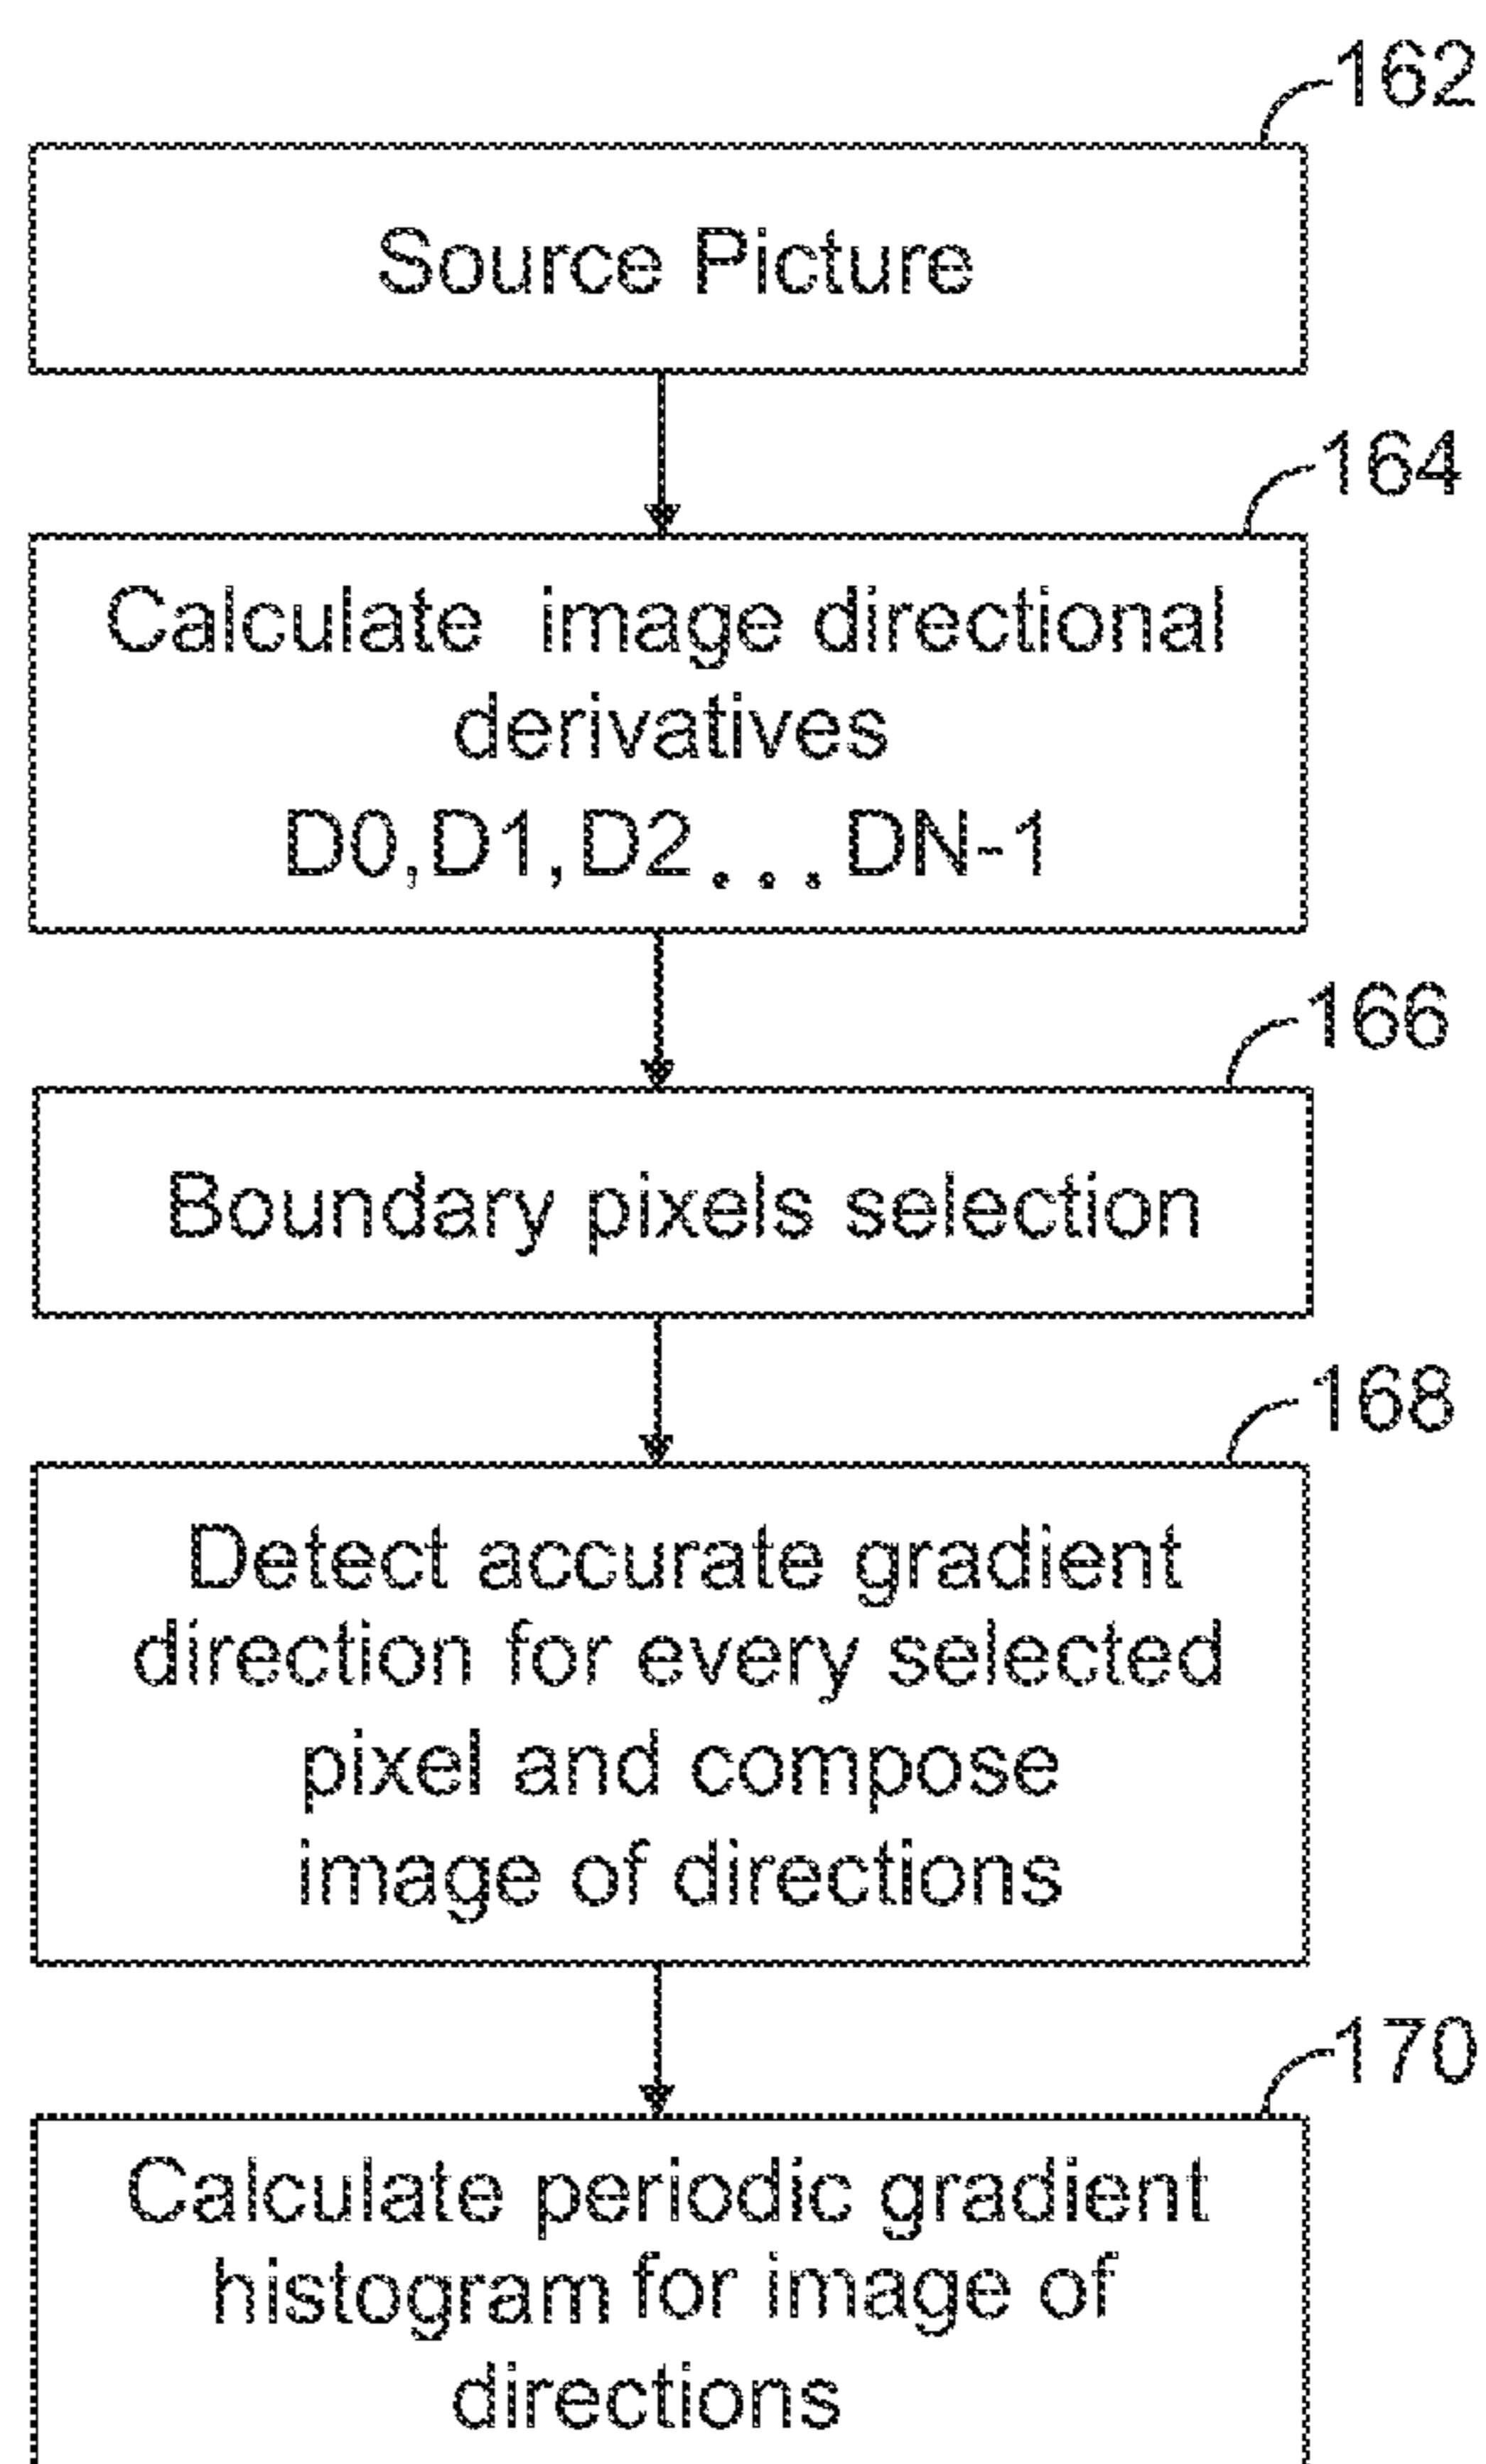 162
Source Picture
164
Calculate image directional
derivatives
D0,D1,D2...DN-1
166
Boundary pixels selection
168
Detect accurate gradient
direction for every selected
pixel and compose
image of directions
170
Calculate periodic gradient
histogram for image of
directions